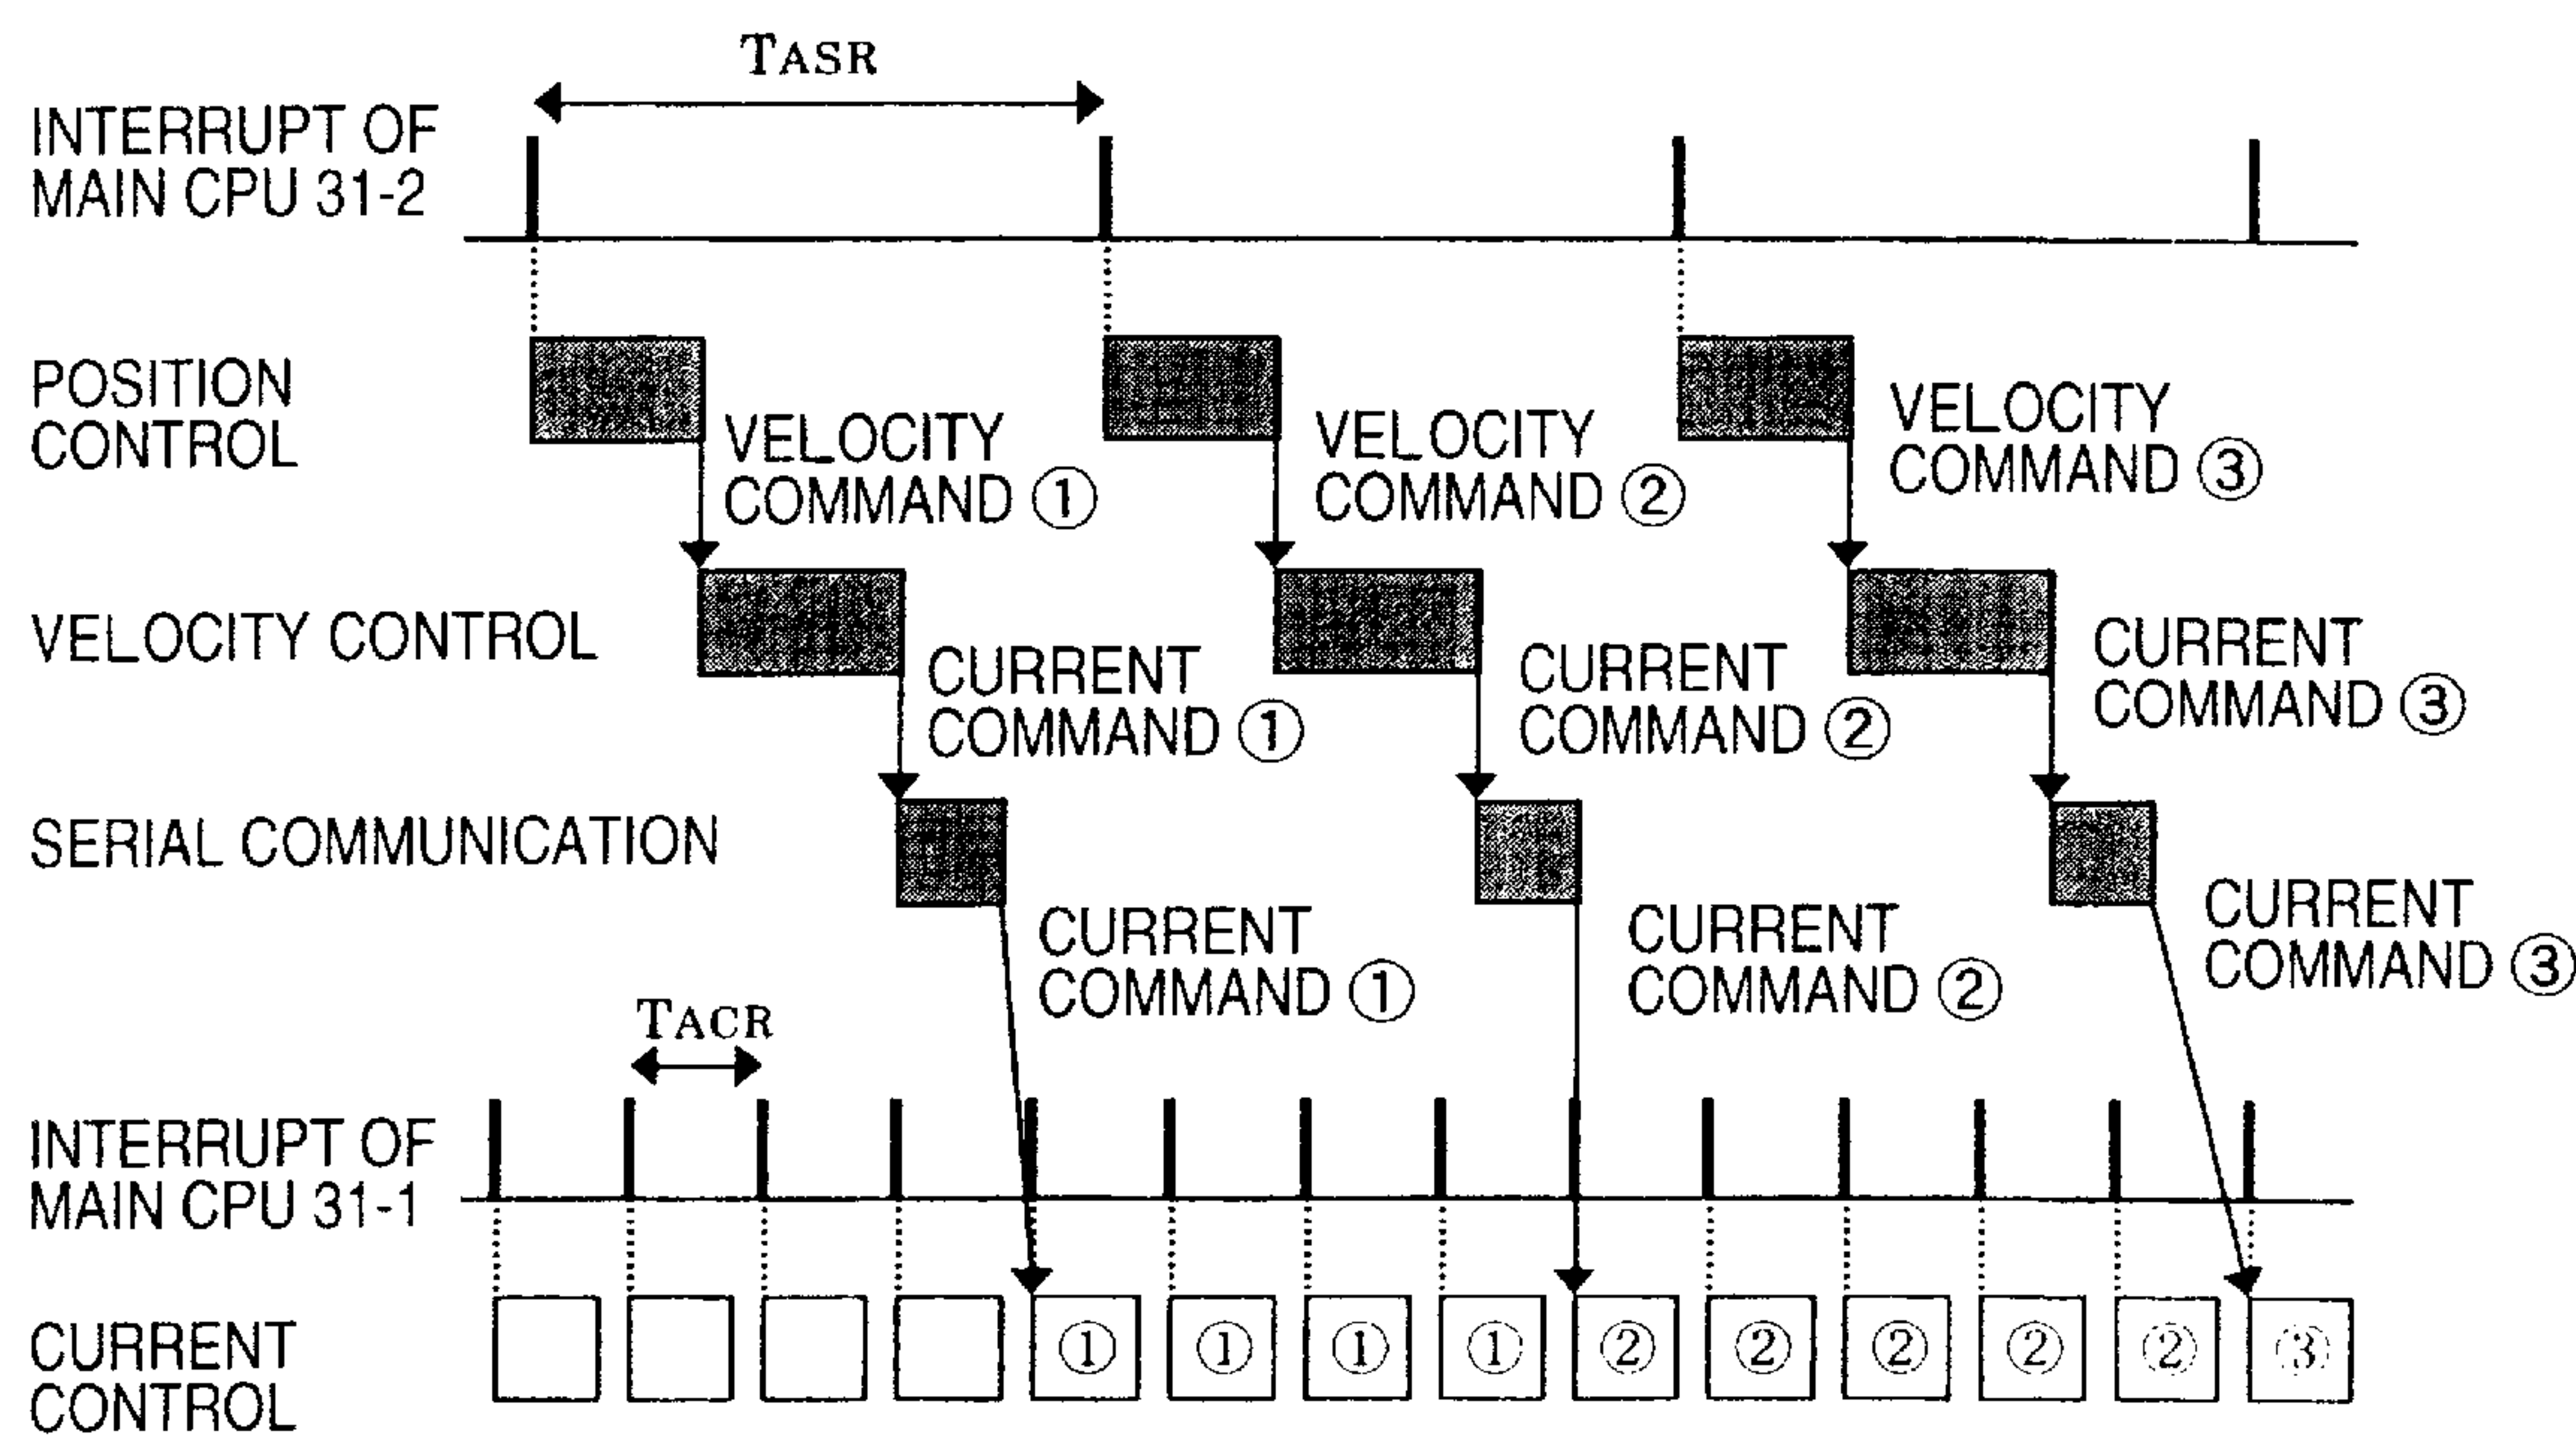 TASR
INTERRUPT OF
MAIN CPU 31-2
POSITION
CONTROL
VELOCITY
COMMAND ①
VELOCITY
COMMAND ②
VELOCITY
COMMAND ③
VELOCITY CONTROL
CURRENT
COMMAND ①
CURRENT
COMMAND ②
CURRENT
COMMAND ③
SERIAL COMMUNICATION
CURRENT
COMMAND ①
CURRENT
COMMAND ②
CURRENT
COMMAND ③
TACR
INTERRUPT OF
MAIN CPU 31-1
CURRENT
CONTROL
① ① ① ① ② ② ② ② ② ③